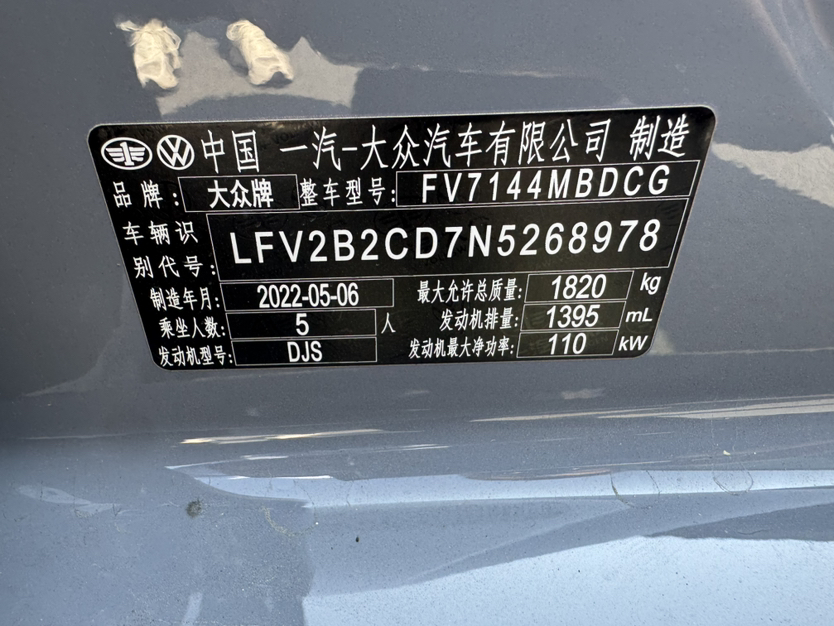 中国 一汽-大众汽车有限公司 制造
品牌: 大众牌 整车型号: FV7144MBDCG
车辆识别代号: LFV2B2CD7N5268978
制造年月: 2022-05-06 最大允许总质量: 1820 kg
乘坐人数: 5 人 发动机排量: 1395 mL
发动机型号: DJS 发动机最大净功率: 110 kW